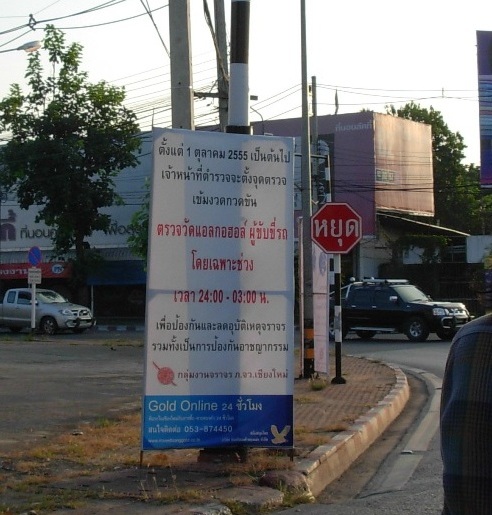 ตั้งแต่ 1 ตุลาคม 2555 เป็นต้นไป
เจ้าหน้าที่ตำรวจจะตั้งจุดตรวจ
เข้มงวดกวดขัน
ตรวจวัดแอลกอฮอล์ ผู้ขับขี่รถ
โดยเฉพาะช่วง
เวลา 24:00 - 03:00 น.
เพื่อป้องกันและลดอุบัติเหตุจราจร
รวมทั้งเป็นการป้องกันอาชญากรรม
กลุ่มงานจราจร ภ.จว.เชียงใหม่
Gold Online 24 ชั่วโมง
สนใจติดต่อ 053-874450
หยุด